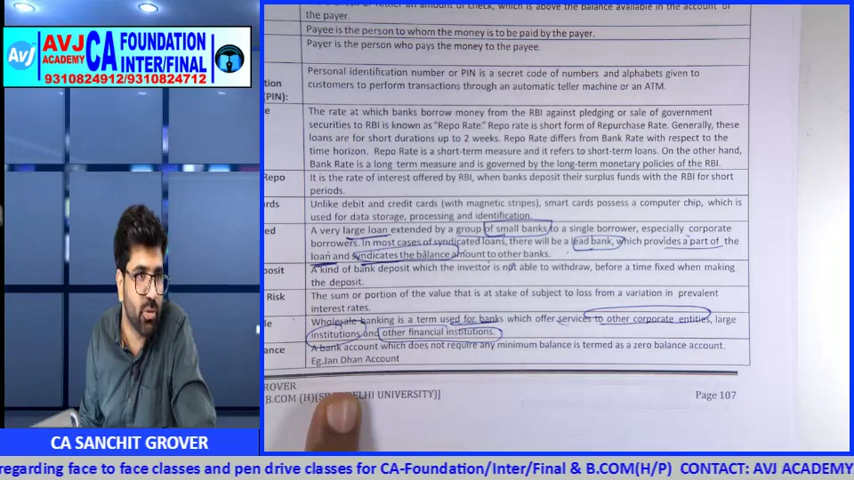 AVJ
AVJ
ACADEMY
CA
FOUNDATION
INTER/FINAL
9310824912/9310824712
the payer.
Payee is the person to whom the money is to be paid by the payer.
Payer is the person who pays the money to the payee.
tion
(PIN):
Personal identification number or PIN is a secret code of numbers and alphabets given to
customers to perform transactions through an automatic teller machine or an ATM.
e
The rate at which banks borrow money from the RBI against pledging or sale of government
securities to RBI is known as "Repo Rate." Repo rate is short form of Repurchase Rate. Generally, these
loans are for short durations up to 2 weeks. Repo Rate differs from Bank Rate with respect to the
time horizon. Repo Rate is a short-term measure and it refers to short-term loans. On the other hand,
Bank Rate is a long term measure and is governed by the long-term monetary policies of the RBI.
Repo
It is the rate of interest offered by RBI, when banks deposit their surplus funds with the RBI for short
periods.
rds
Unlike debit and credit cards (with magnetic stripes), smart cards possess a computer chip, which is
used for data storage, processing and identification.
ed
A very large loan extended by a group of small banks to a single borrower, especially corporate
borrowers. In most cases of syndicated loans, there will be a lead bank, which provides a part of the
loan and syndicates the balance amount to other banks.
posit
A kind of bank deposit which the investor is not able to withdraw, before a time fixed when making
the deposit.
Risk
The sum or portion of the value that is at stake of subject to loss from a variation in prevalent
interest rates.
le
Wholesale banking is a term used for banks which offer services to other corporate entities, large
institutions and other financial institutions.
ance
A bank account which does not require any minimum balance is termed as a zero balance account.
Eg.Jan Dhan Account
ROVER
B.COM (H)(SR DELHI UNIVERSITY)]
Page 107
CA SANCHIT GROVER
regarding face to face classes and pen drive classes for CA-Foundation/Inter/Final & B.COM(H/P) CONTACT: AVJ ACADEMY